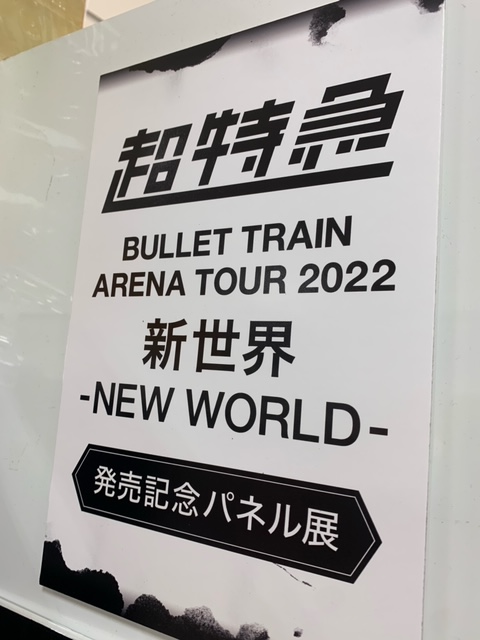 超特急
BULLET TRAIN
ARENA TOUR 2022
新世界
-NEW WORLD-
発売記念パネル展